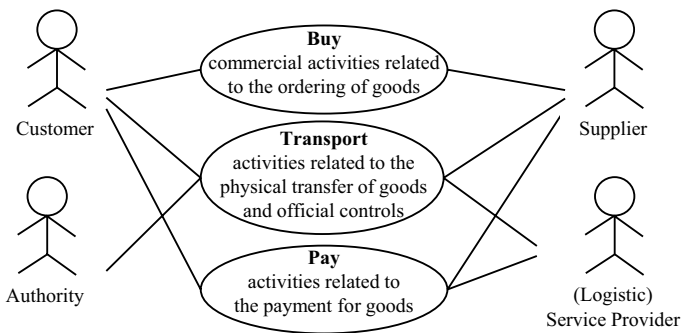 Buy
commercial activities related
to the ordering of goods
Customer
Supplier
Transport
activities related to the
physical transfer of goods
and official controls
Authority
(Logistic)
Service Provider
Pay
activities related to
the payment for goods